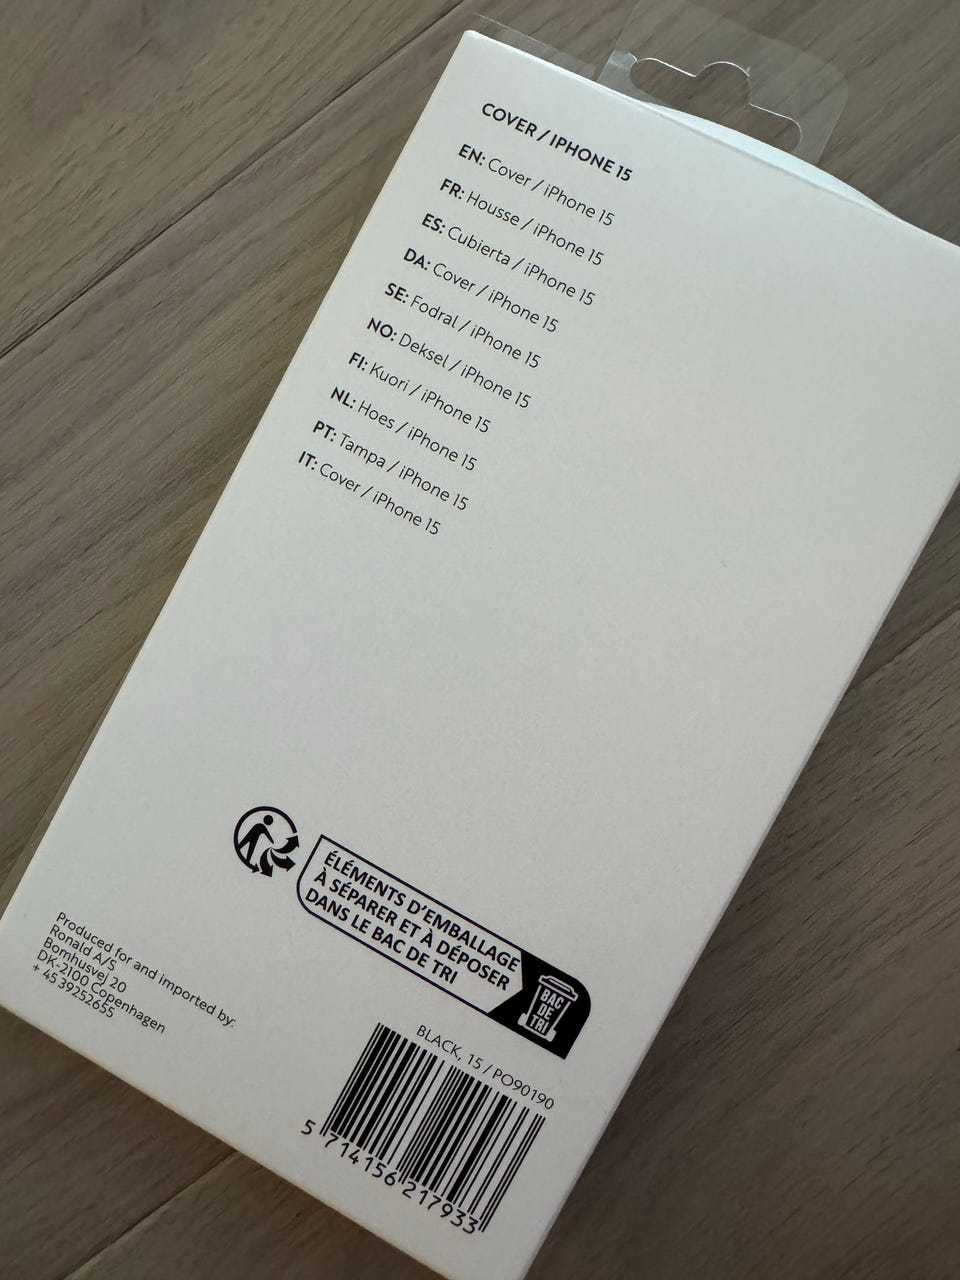 COVER / IPHONE 15
EN: Cover / iPhone 15
FR: Housse / iPhone 15
ES: Cubierta / iPhone 15
DA: Cover / iPhone 15
SE: Fodral / iPhone 15
NO: Deksel / iPhone 15
FI: Kuori / iPhone 15
NL: Hoes / iPhone 15
PT: Tampa / iPhone 15
IT: Cover / iPhone 15
ÉLÉMENTS D'EMBALLAGE
À SÉPARER ET À DÉPOSER
DANS LE BAC DE TRI
BAC
DE
TRI
Produced for and imported by:
Ronald A/S
Bomhusvej 20
DK-2100 Copenhagen
+ 45 39252655
BLACK, 15 / PO90190
5 714156 217933